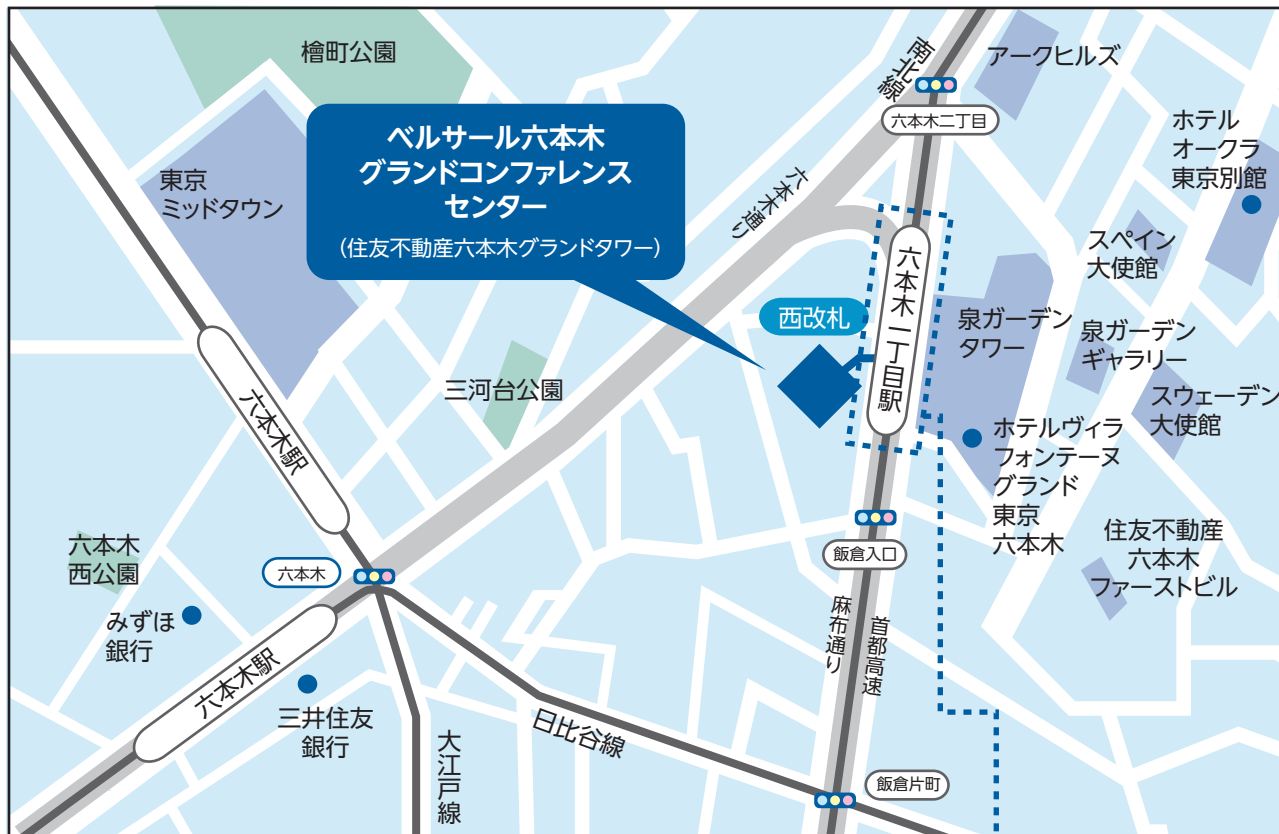 檜町公園
南北線
アークヒルズ
六本木二丁目
ホテル
オークラ
東京別館
ベルサール六本木
グランドコンファレンス
センター
(住友不動産六本木グランドタワー)
東京
ミッドタウン
六本木通り
スペイン
大使館
西改札
六本木一丁目駅
泉ガーデン
タワー
泉ガーデン
ギャラリー
三河台公園
スウェーデン
大使館
六本木駅
ホテルヴィラ
フォンテーヌ
グランド
東京
六本木
六本木
西公園
六本木
飯倉入口
住友不動産
六本木
ファーストビル
みずほ
銀行
六本木駅
麻布通り
首都高速
三井住友
銀行
大江戸線
日比谷線
飯倉片町